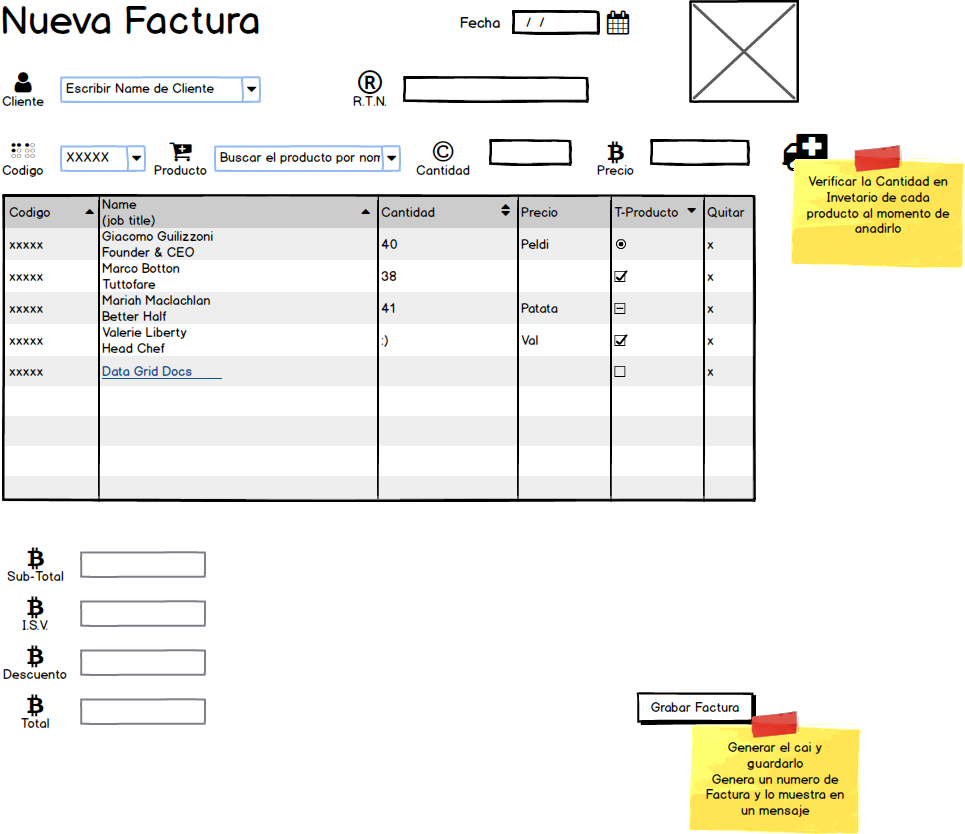 Nueva Factura
Fecha
/ /
Cliente
Escribir Name de Cliente
R.T.N.
Codigo
XXXXX
Producto
Buscar el producto por nom
Cantidad
Precio
Verificar la Cantidad en
Invetario de cada
producto al momento de
anadirlo
Codigo
Name
(job title)
Cantidad
Precio
T-Producto
Quitar
xxxxx
Giacomo Guilizzoni
Founder & CEO
40
Peldi
x
xxxxx
Marco Botton
Tuttofare
38
x
xxxxx
Mariah Maclachlan
Better Half
41
Patata
x
xxxxx
Valerie Liberty
Head Chef
:)
Val
x
xxxxx
Data Grid Docs
x
Sub-Total
I.S.V.
Descuento
Total
Grabar Factura
Generar el cai y
guardarlo
Genera un numero de
Factura y lo muestra en
un mensaje